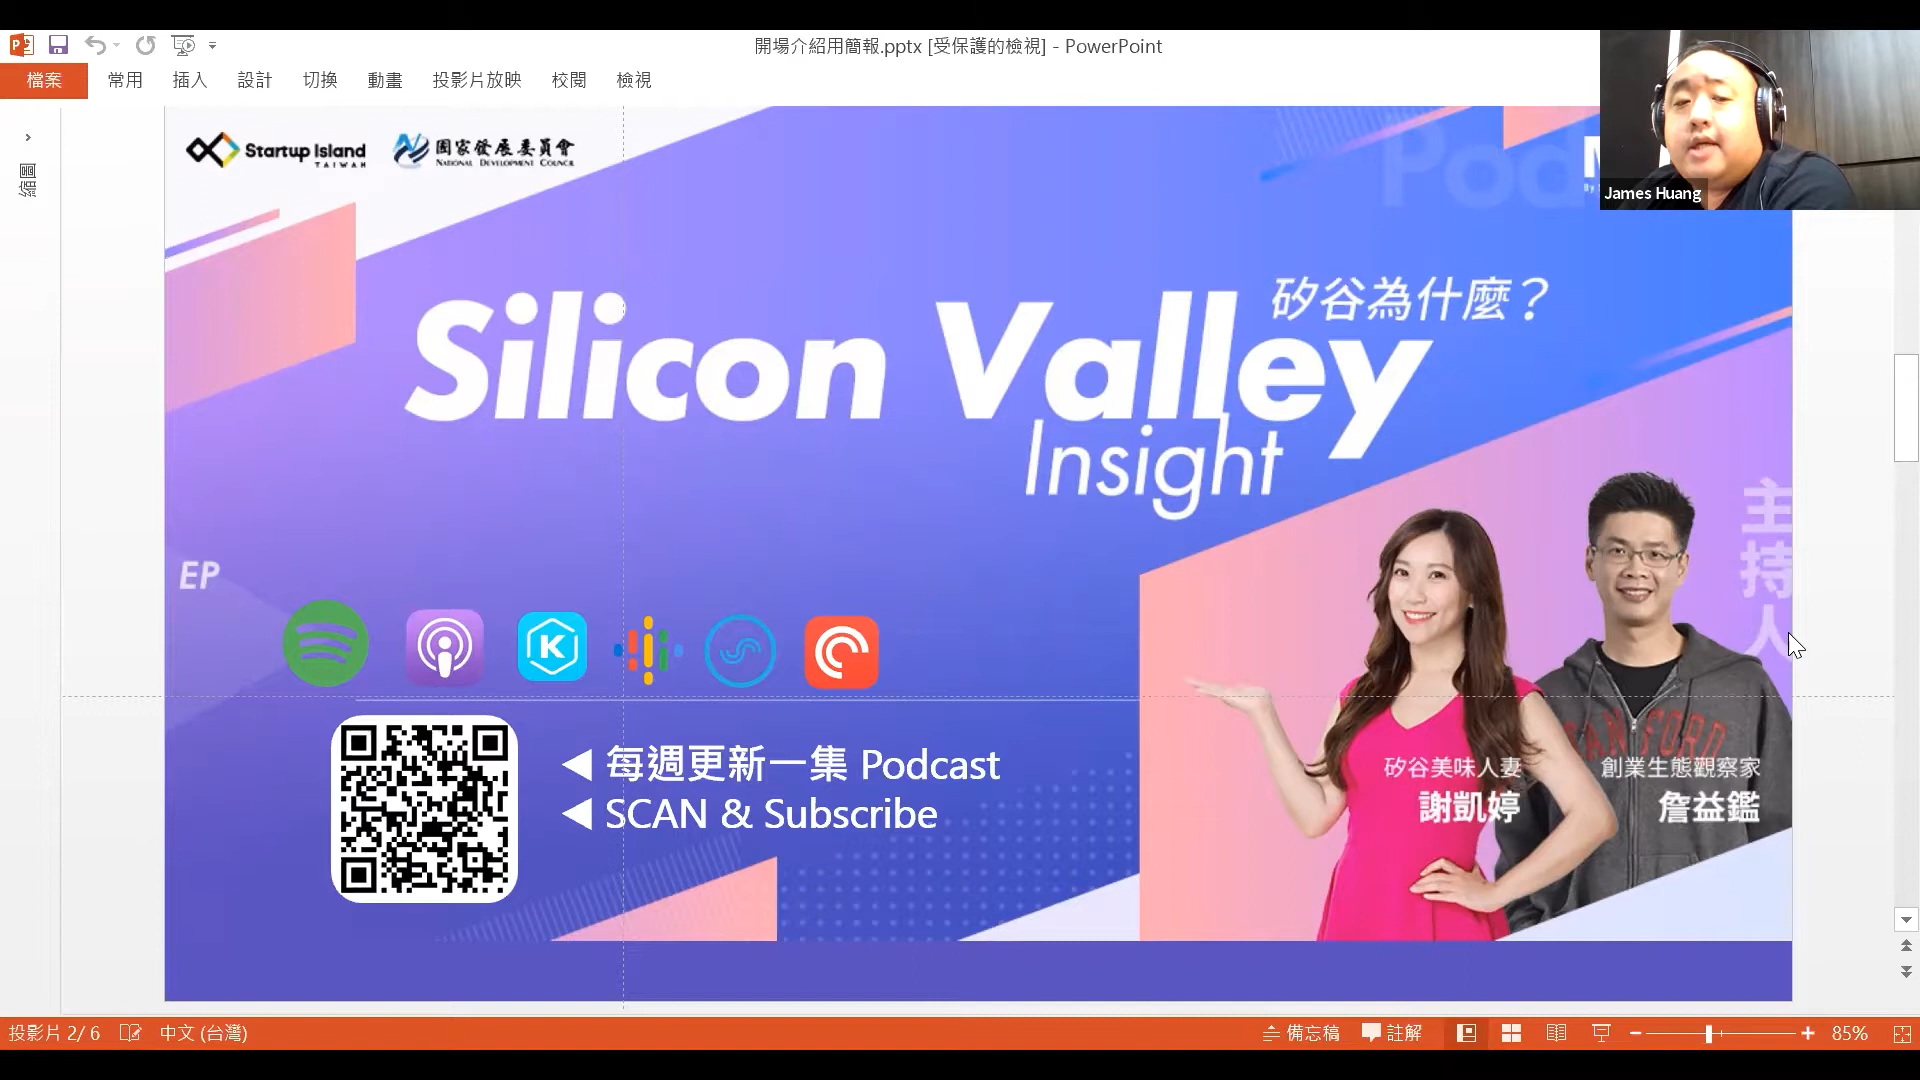 開場介紹用簡報.pptx [受保護的檢視] - PowerPoint
檔案 常用 插入 設計 切換 動畫 投影片放映 校閱 檢視
縮圖
Startup Island
TAIWAN
國家發展委員會
NATIONAL DEVELOPMENT COUNCIL
Pod
By
James Huang
矽谷為什麼？
Silicon Valley
Insight
EP
主持人
K
◀ 每週更新一集 Podcast
◀ SCAN & Subscribe
矽谷美味人妻
謝凱婷
創業生態觀察家
詹益鑑
投影片 2/ 6 中文 (台灣) 備忘稿 註解 85%